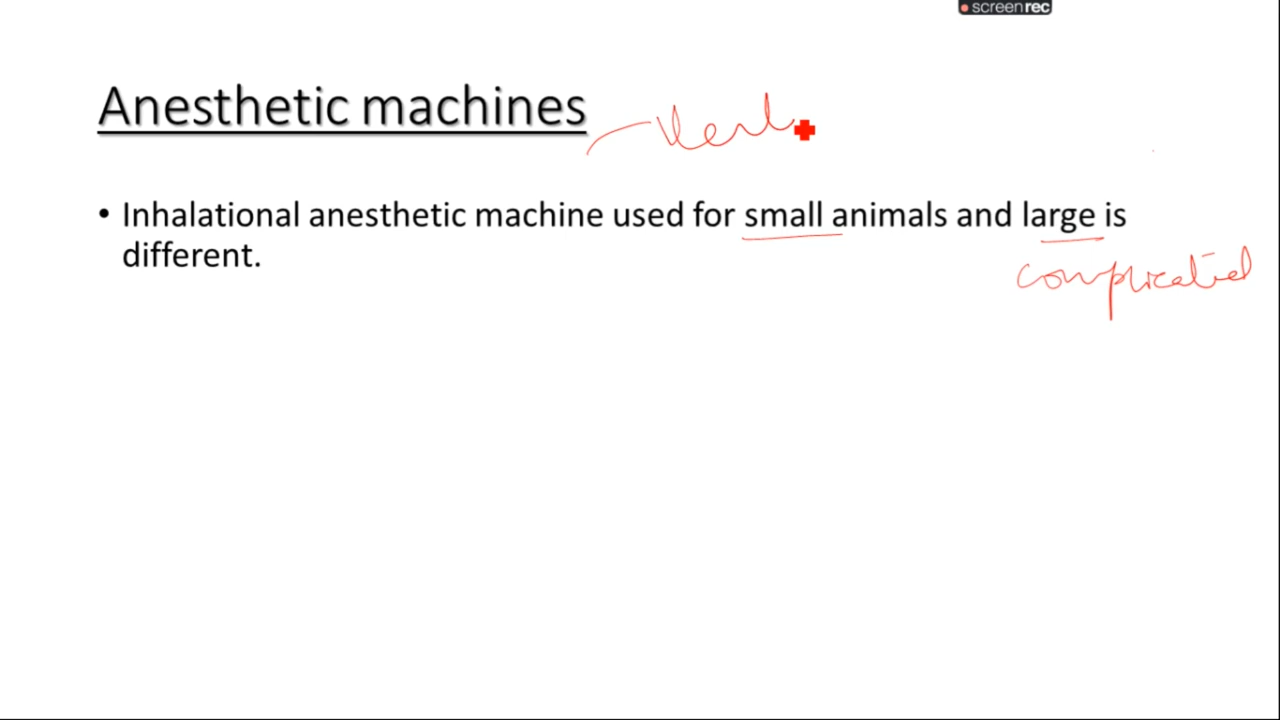 screenrec
Anesthetic machines
• Inhalational anesthetic machine used for small animals and large is
different.
complicated